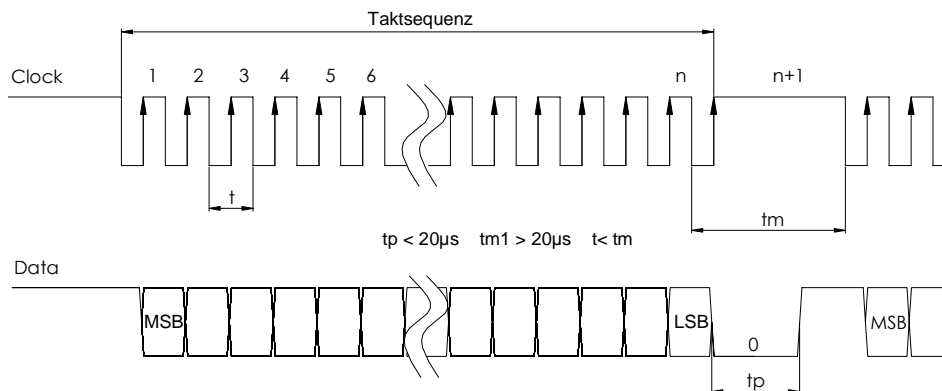 Taktsequenz
Clock
1 2 3 4 5 6 n n+1
t
tm
tp < 20µs tm1 > 20µs t< tm
Data
MSB LSB 0 MSB
tp